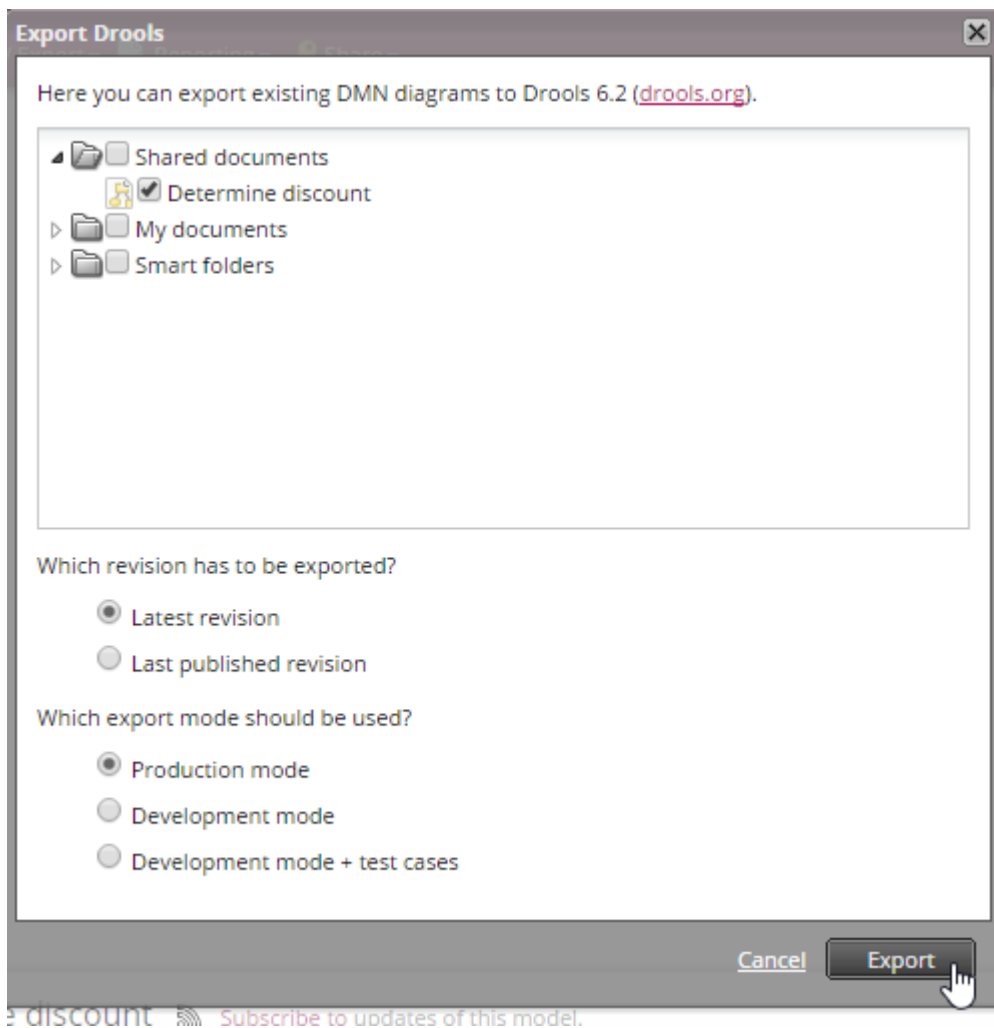 Export Drools
Here you can export existing DMN diagrams to Drools 6.2 (drools.org).
Shared documents
Determine discount
My documents
Smart folders
Which revision has to be exported?
Latest revision
Last published revision
Which export mode should be used?
Production mode
Development mode
Development mode + test cases
Cancel Export
e discount Subscribe to updates of this model.